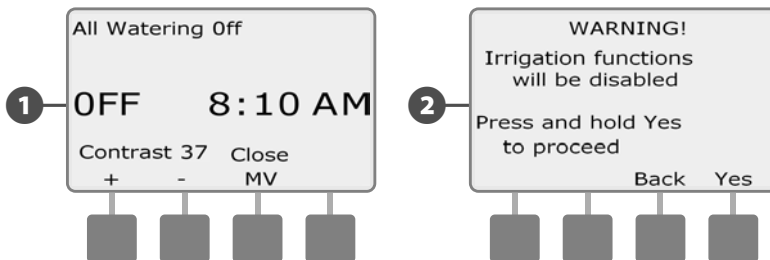 All Watering Off
1
OFF 8:10 AM
Contrast 37 Close
+ - MV
2
WARNING!
Irrigation functions
will be disabled
Press and hold Yes
to proceed
Back Yes